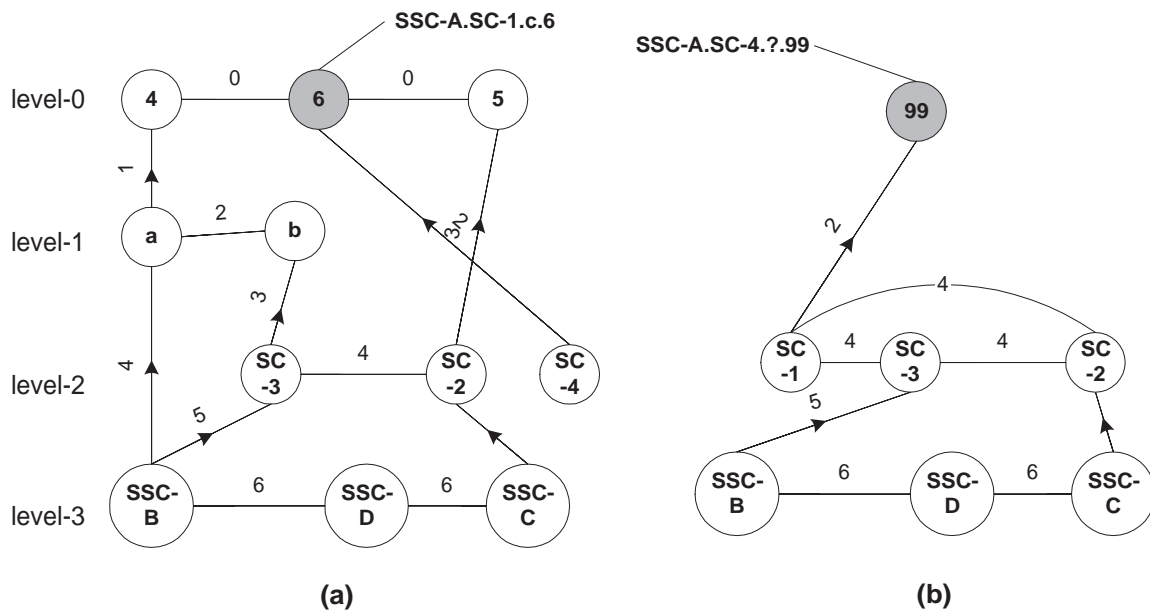 SSC-A.SC-1.c.6
SSC-A.SC-4.?.99
level-0
4
0
6
0
5
99
1
level-1
a
2
b
3
2
2
3
level-2
4
SC
-3
4
SC
-2
SC
-4
4
SC
-1
4
SC
-3
4
SC
-2
5
5
level-3
SSC-
B
6
SSC-
D
6
SSC-
C
SSC-
B
6
SSC-
D
6
SSC-
C
(a)
(b)